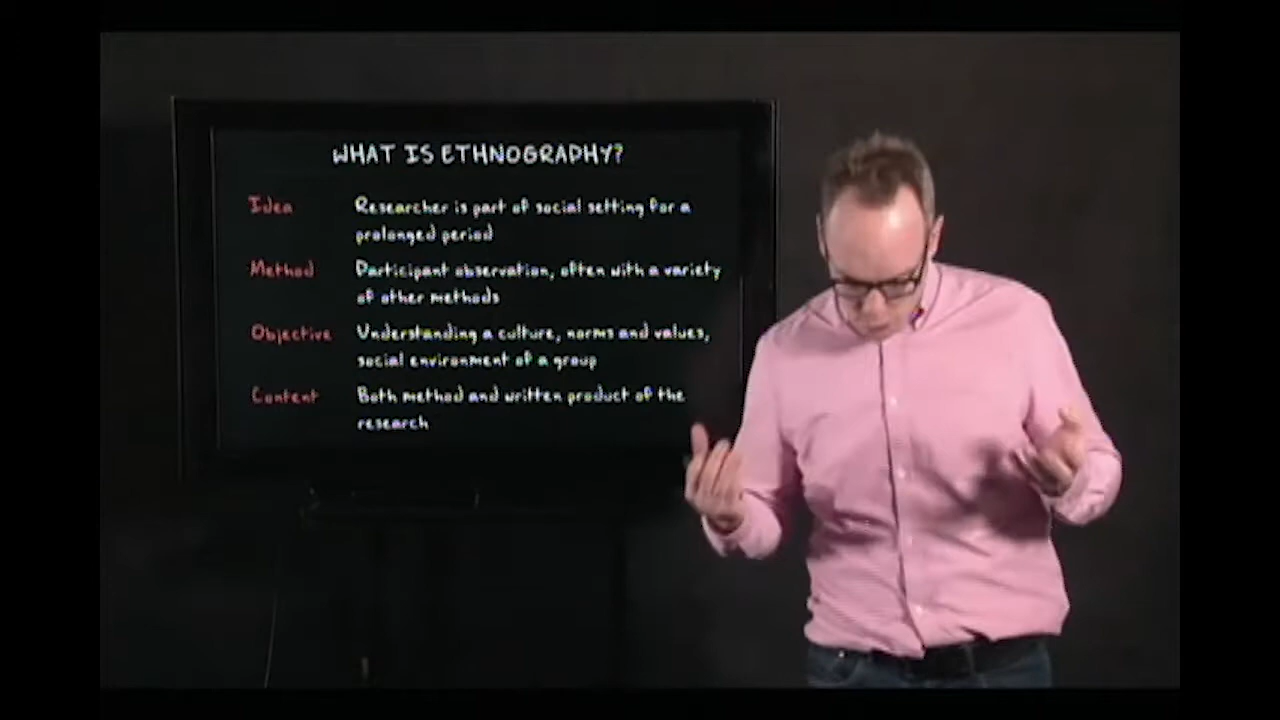 WHAT IS ETHNOGRAPHY?
Idea Researcher is part of social setting for a
prolonged period
Method Participant observation, often with a variety
of other methods
Objective Understanding a culture, norms and values,
social environment of a group
Content Both method and written product of the
research